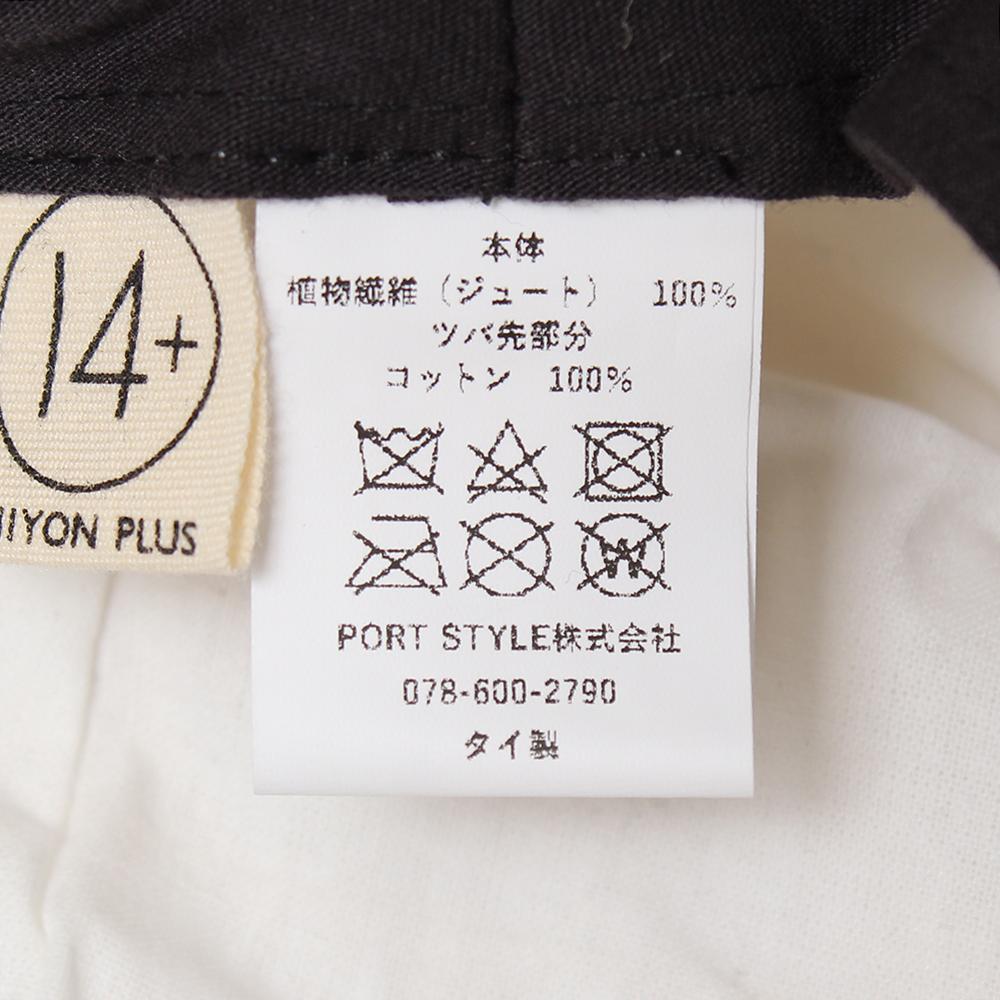 14+
PLUS
本体
植物繊維（ジュート） 100%
ツバ先部分
コットン 100%
W
PORT STYLE株式会社
078-600-2790
タイ製